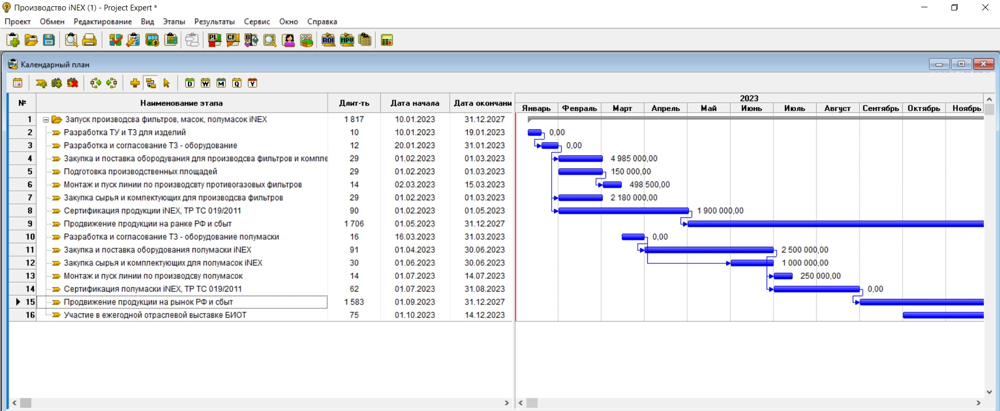 Производство iNEX (1) - Project Expert *
Проект Обмен Редактирование Вид Этапы Результаты Сервис Окно Справка
PL CF B ROI NPV
Календарный план
D W M Q Y
№ Наименование этапа Длит-ть Дата начала Дата окончани 2023
Январь Февраль Март Апрель Май Июнь Июль Август Сентябрь Октябрь Ноябрь
1 Запуск производсва фильтров, масок, полумасок iNEX 1 817 10.01.2023 31.12.2027
2 Разработка ТУ и ТЗ для изделий 10 10.01.2023 19.01.2023 0,00
3 Разработка и согласование ТЗ - оборудование 12 20.01.2023 31.01.2023 0,00
4 Закупка и поставка обородувания для производсва фильтров и компле 29 01.02.2023 01.03.2023 4 985 000,00
5 Подготовка производственных площадей 29 01.02.2023 01.03.2023 150 000,00
6 Монтаж и пуск линии по производсвту противогазовых фильтров 14 02.03.2023 15.03.2023 498 500,00
7 Закупка сырья и комлектующих для производсва фильтров 29 01.02.2023 01.03.2023 2 180 000,00
8 Сертификация продукции iNEX, ТР ТС 019/2011 90 01.02.2023 01.05.2023 1 900 000,00
9 Продвижение продукции на ранке РФ и сбыт 1 706 01.05.2023 31.12.2027
10 Разработка и согласование ТЗ - оборудование полумаски 16 16.03.2023 31.03.2023 0,00
11 Закупка и поставка оборудования полумаски iNEX 91 01.04.2023 30.06.2023 2 500 000,00
12 Закупка сырья и комплектующих для полумасок iNEX 30 01.06.2023 30.06.2023 1 000 000,00
13 Монтаж и пуск линии по производсву полумасок 14 01.07.2023 14.07.2023 250 000,00
14 Сертификация полумаски iNEX, ТР ТС 019/2011 62 01.07.2023 31.08.2023 0,00
15 Продвижение продукции на рынок РФ и сбыт 1 583 01.09.2023 31.12.2027
16 Участие в ежегодной отраслевой выставке БИОТ 75 01.10.2023 14.12.2023